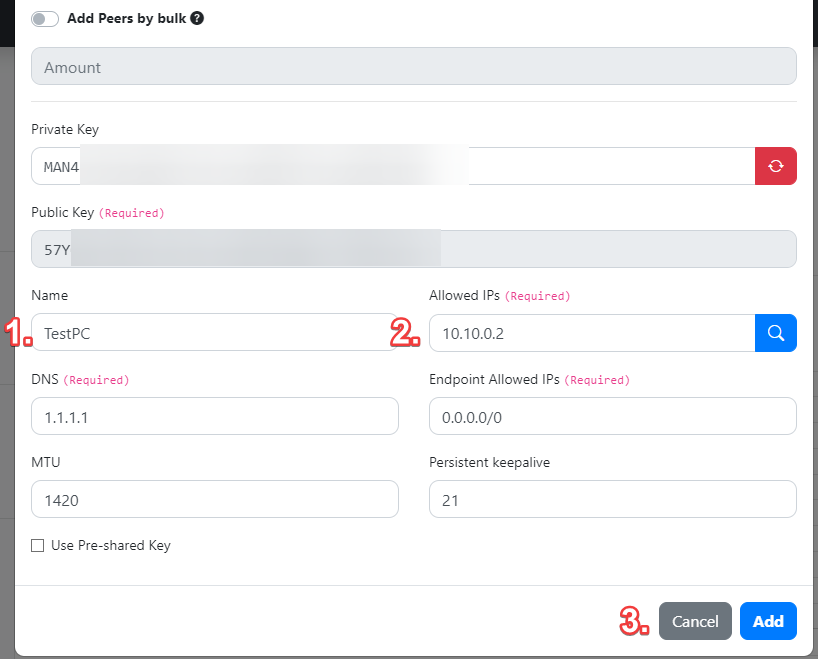 Add Peers by bulk ?
Amount
Private Key
MAN4
Public Key (Required)
57Y
Name
1. TestPC
Allowed IPs (Required)
2. 10.10.0.2
DNS (Required)
1.1.1.1
Endpoint Allowed IPs (Required)
0.0.0.0/0
MTU
1420
Persistent keepalive
21
Use Pre-shared Key
3. Cancel Add